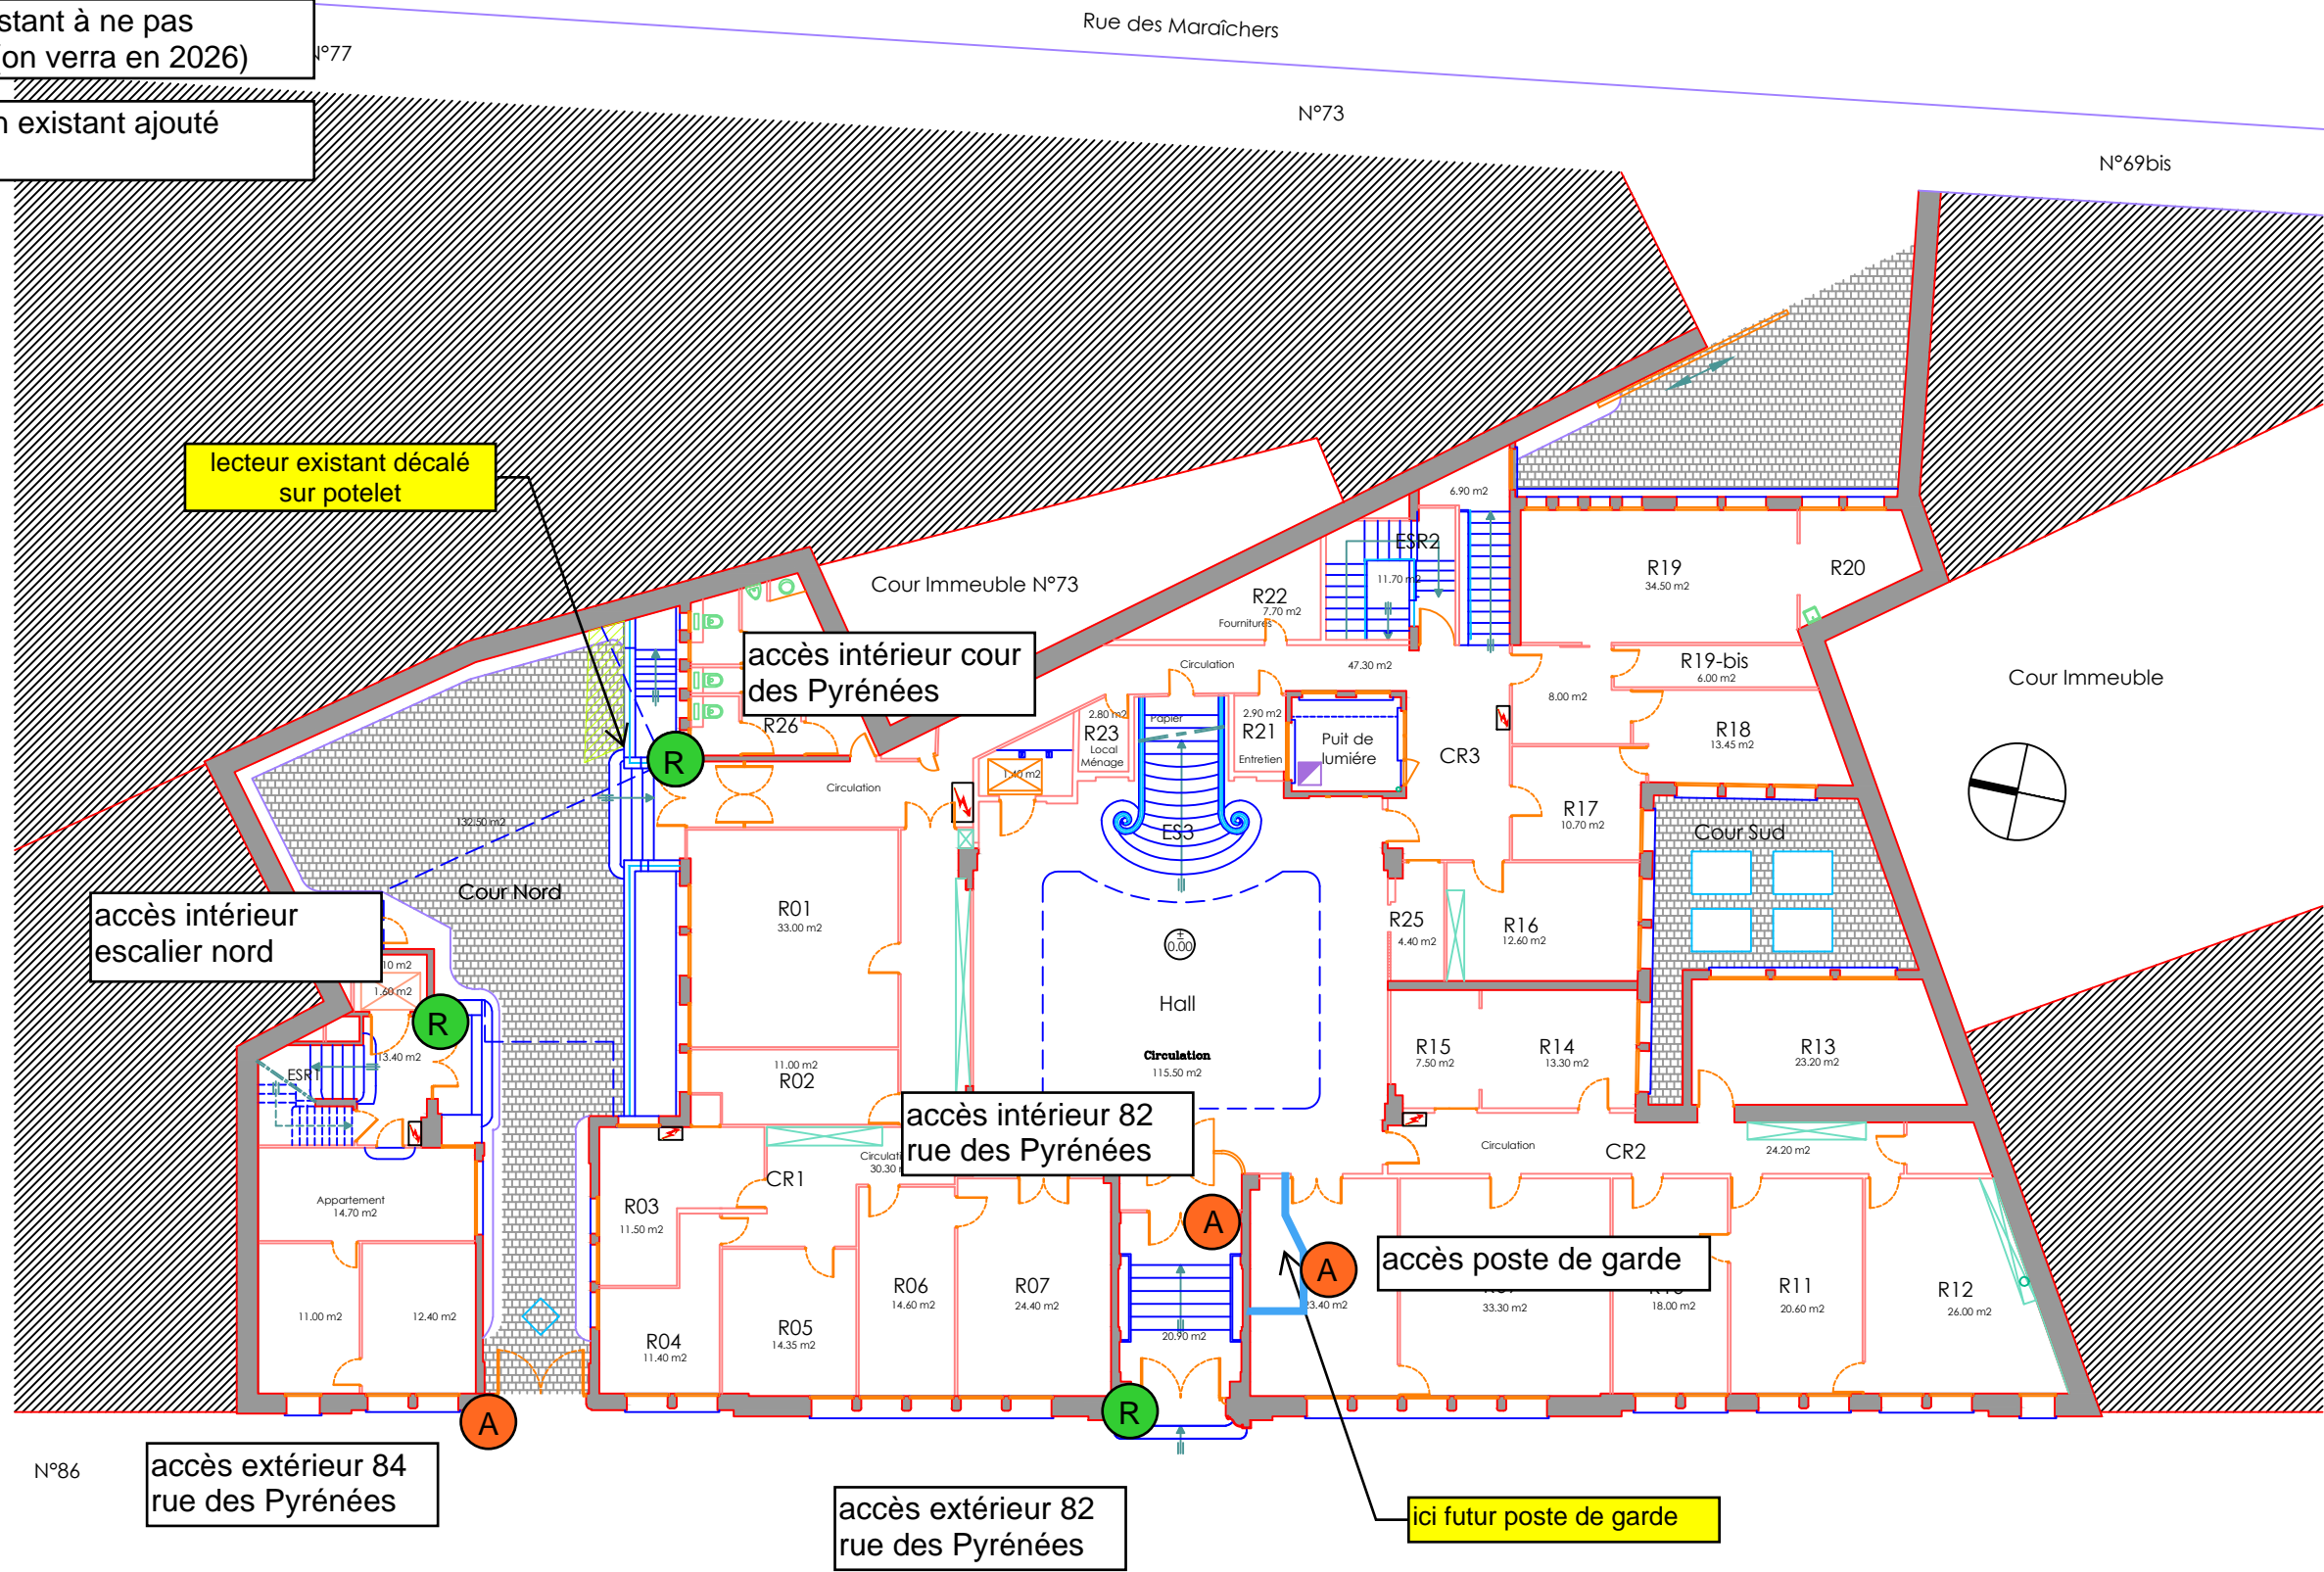 stant à ne pas
on verra en 2026)
N°77
n existant ajouté
Rue des Maraîchers
N°73
N°69bis
lecteur existant décalé
sur potelet
Cour Immeuble N°73
accès intérieur cour
des Pyrénées
R26
R
Circulation
132.50 m2
Cour Nord
accès intérieur
escalier nord
10 m2
1.60 m2
R
13.40 m2
ESR1
Appartement
14.70 m2
11.00 m2
12.40 m2
A
N°86
accès extérieur 84
rue des Pyrénées
R01
33.00 m2
11.00 m2
R02
CR1
30.30
R03
11.50 m2
R04
11.40 m2
R05
14.35 m2
R06
14.60 m2
R07
24.40 m2
6.90 m2
ESR2
11.70 m2
R22
7.70 m2
Fournitures
Circulation
47.30 m2
2.80 m2
R23
Local
Ménage
Papier
2.90 m2
R21
Entretien
1.40 m2
Puit de
lumiére
CR3
ES3
±
0.00
Hall
Circulation
115.50 m2
accès intérieur 82
rue des Pyrénées
A
20.90 m2
R
accès extérieur 82
rue des Pyrénées
R19
34.50 m2
R20
R19-bis
6.00 m2
8.00 m2
R18
13.45 m2
R17
10.70 m2
Cour Sud
Cour Immeuble
R25
4.40 m2
R16
12.60 m2
R15
7.50 m2
R14
13.30 m2
R13
23.20 m2
Circulation
CR2
24.20 m2
A
accès poste de garde
23.40 m2
33.30 m2
18.00 m2
R11
20.60 m2
R12
26.00 m2
ici futur poste de garde